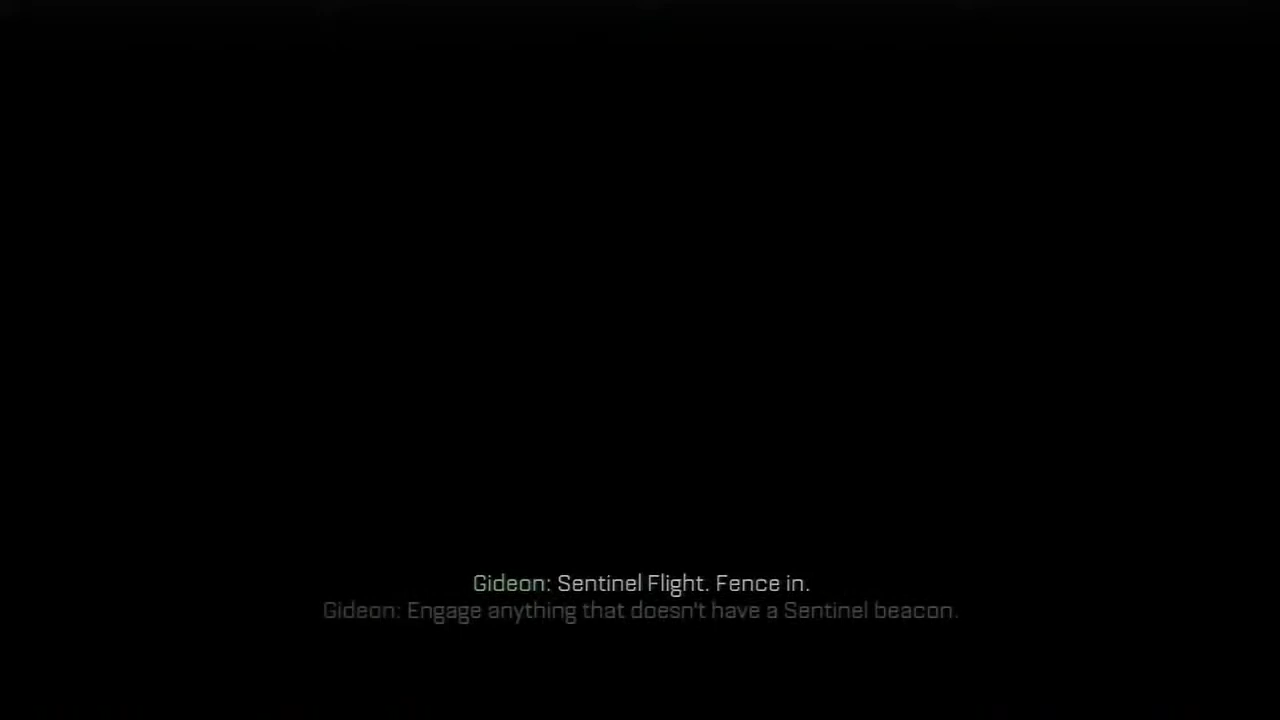 Gideon: Sentinel Flight. Fence in.
Gideon: Engage anything that doesn't have a Sentinel beacon.